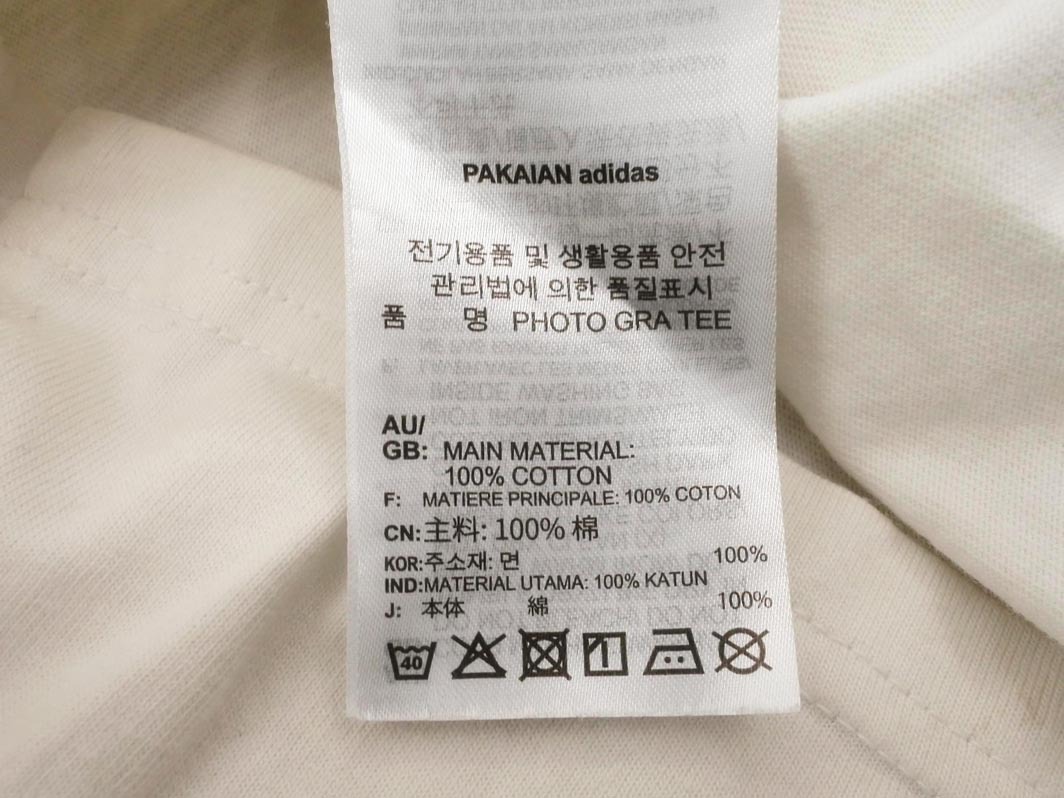 PAKAIAN adidas
전기용품 및 생활용품 안전
관리법에 의한 품질표시
품 명 PHOTO GRA TEE
AU/
GB: MAIN MATERIAL:
100% COTTON
F: MATIERE PRINCIPALE: 100% COTON
CN:主料: 100% 棉
KOR:주소재: 면 100%
IND:MATERIAL UTAMA: 100% KATUN
J: 本体 綿 100%
40